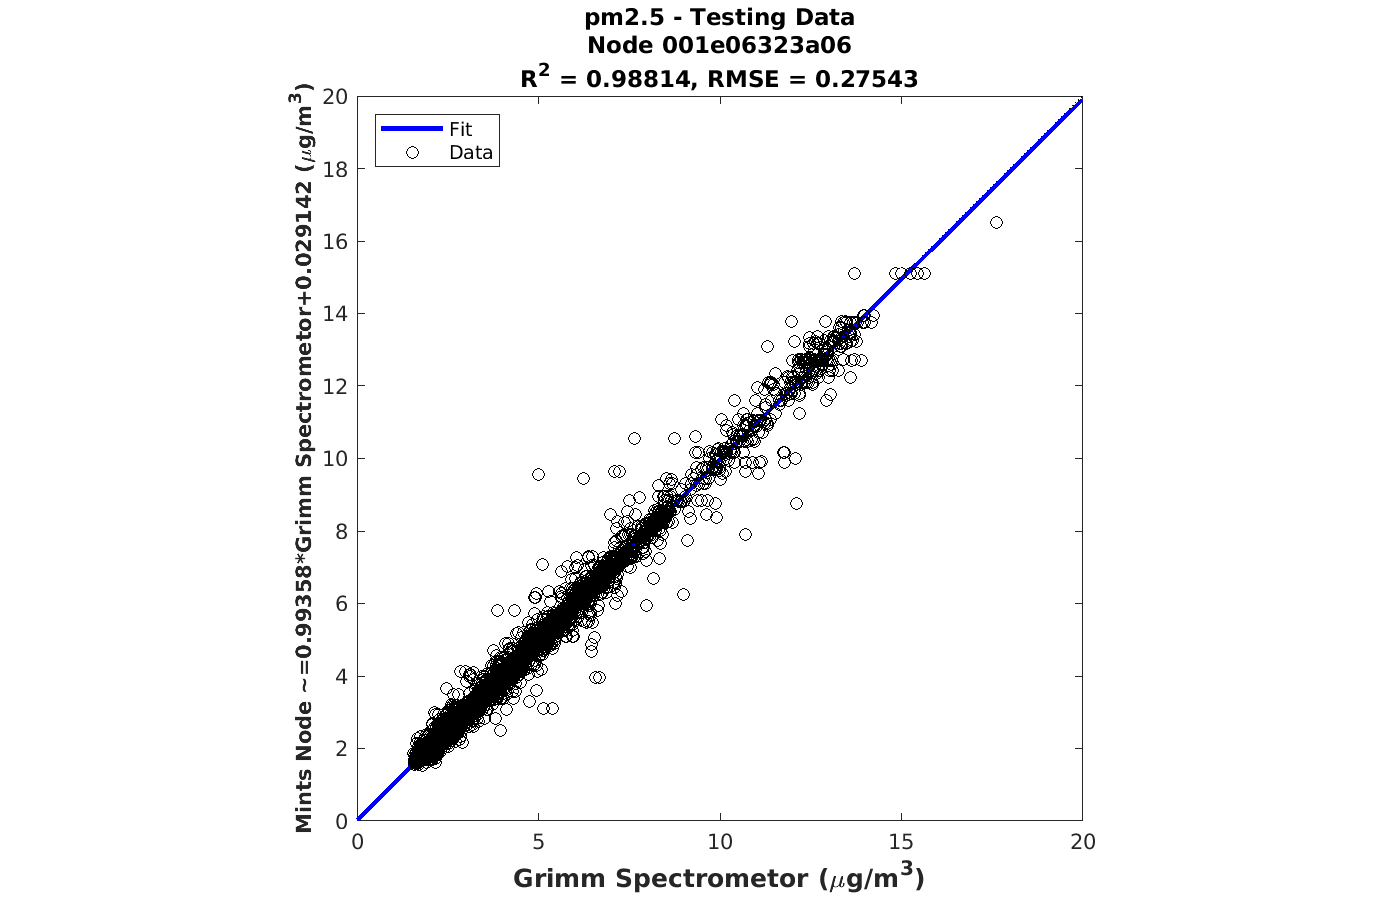 pm2.5 - Testing Data
Node 001e06323a06
R² = 0.98814, RMSE = 0.27543
Mints Node ~=0.99358*Grimm Spectrometor+0.029142 (μg/m³)
20
18
16
14
12
10
8
6
4
2
0
Fit
Data
0 5 10 15 20
Grimm Spectrometor (μg/m³)